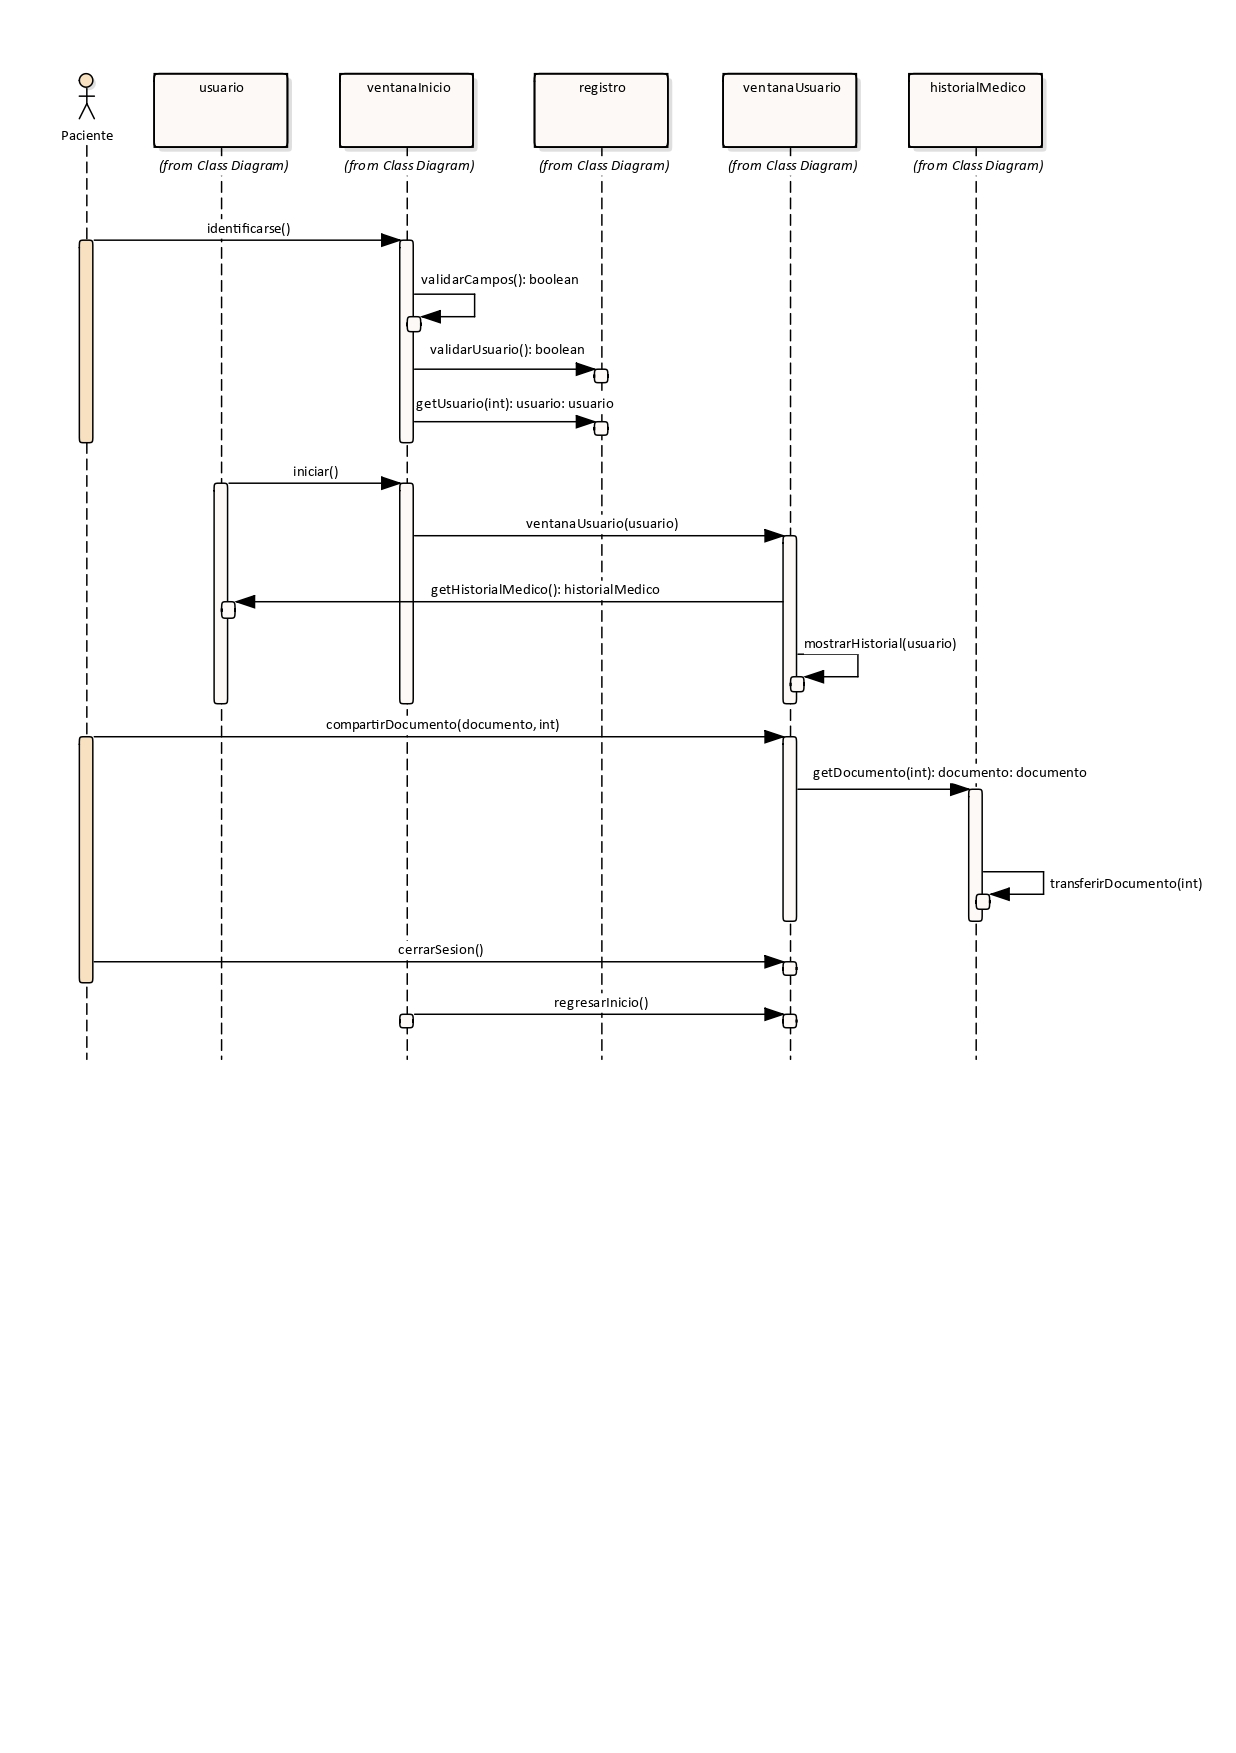 usuario
ventanaInicio
registro
ventanaUsuario
historialMedico
Paciente
(from Class Diagram)
(from Class Diagram)
(from Class Diagram)
(from Class Diagram)
(from Class Diagram)
identificarse()
validarCampos(): boolean
validarUsuario(): boolean
getUsuario(int): usuario: usuario
iniciar()
ventanaUsuario(usuario)
getHistorialMedico(): historialMedico
mostrarHistorial(usuario)
compartirDocumento(documento, int)
getDocumento(int): documento: documento
transferirDocumento(int)
cerrarSesion()
regresarInicio()